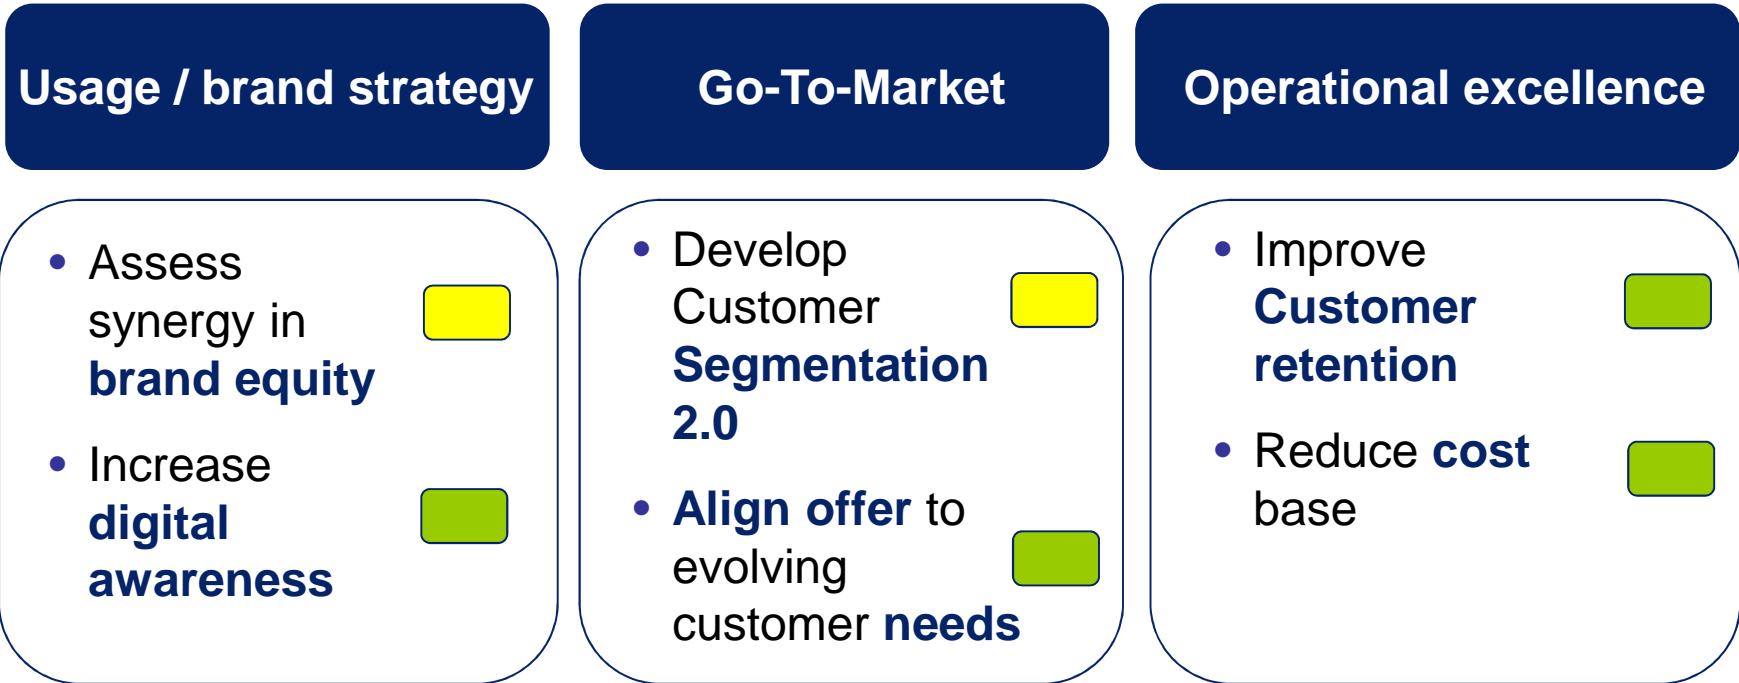 Usage / brand strategy
• Assess
synergy in
brand equity
• Increase
digital
awareness
Go-To-Market
• Develop
Customer
Segmentation
2.0
• Align offer to
evolving
customer needs
Operational excellence
• Improve
Customer
retention
• Reduce cost
base